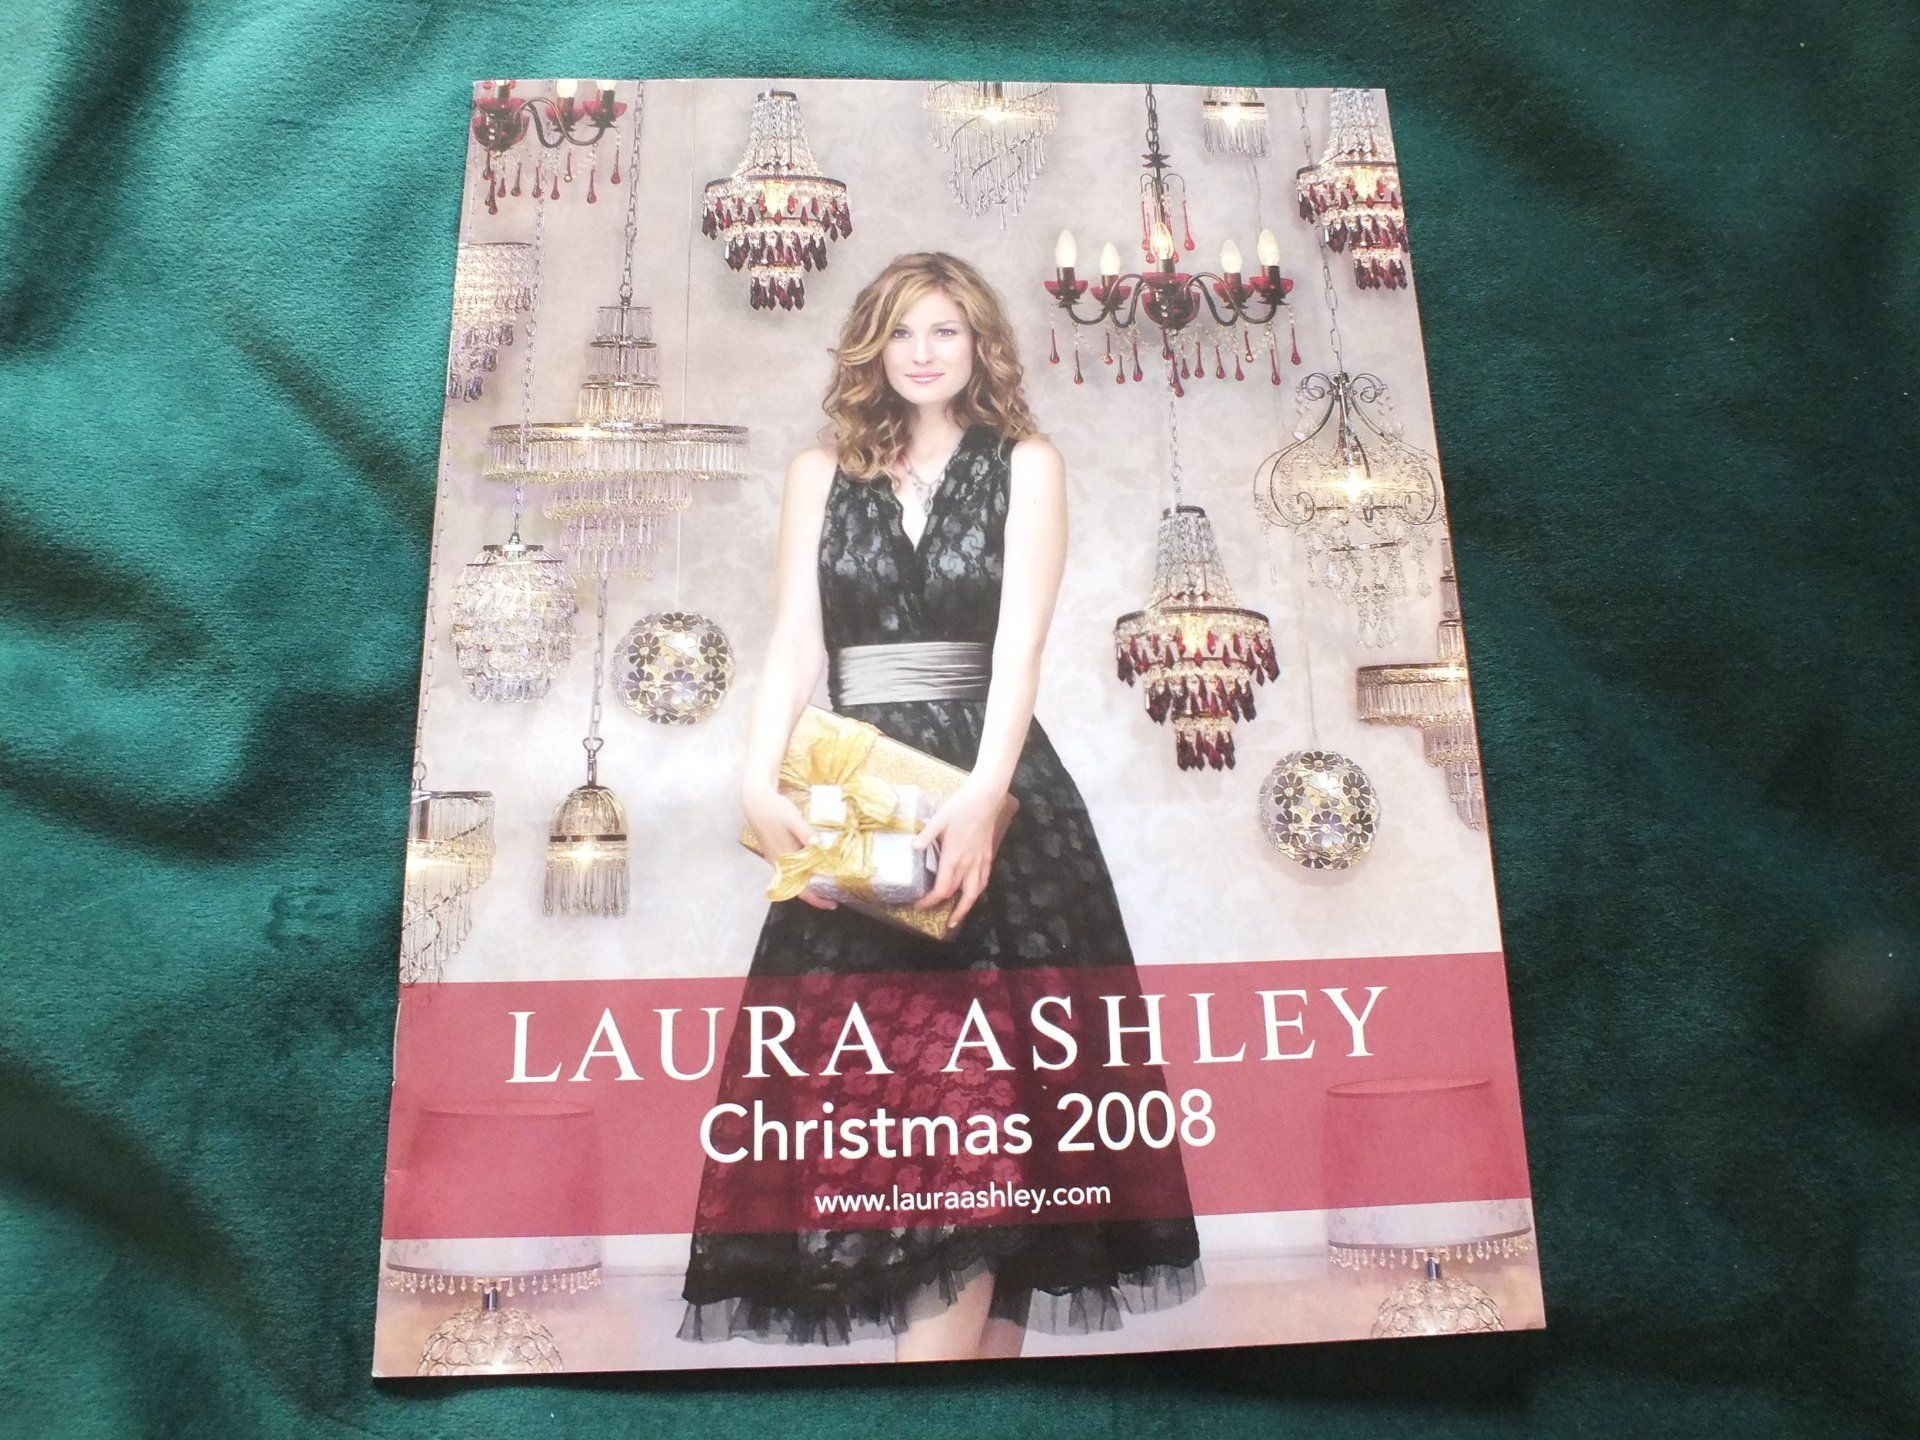 LAURA ASHLEY
Christmas 2008
www.lauraashley.com